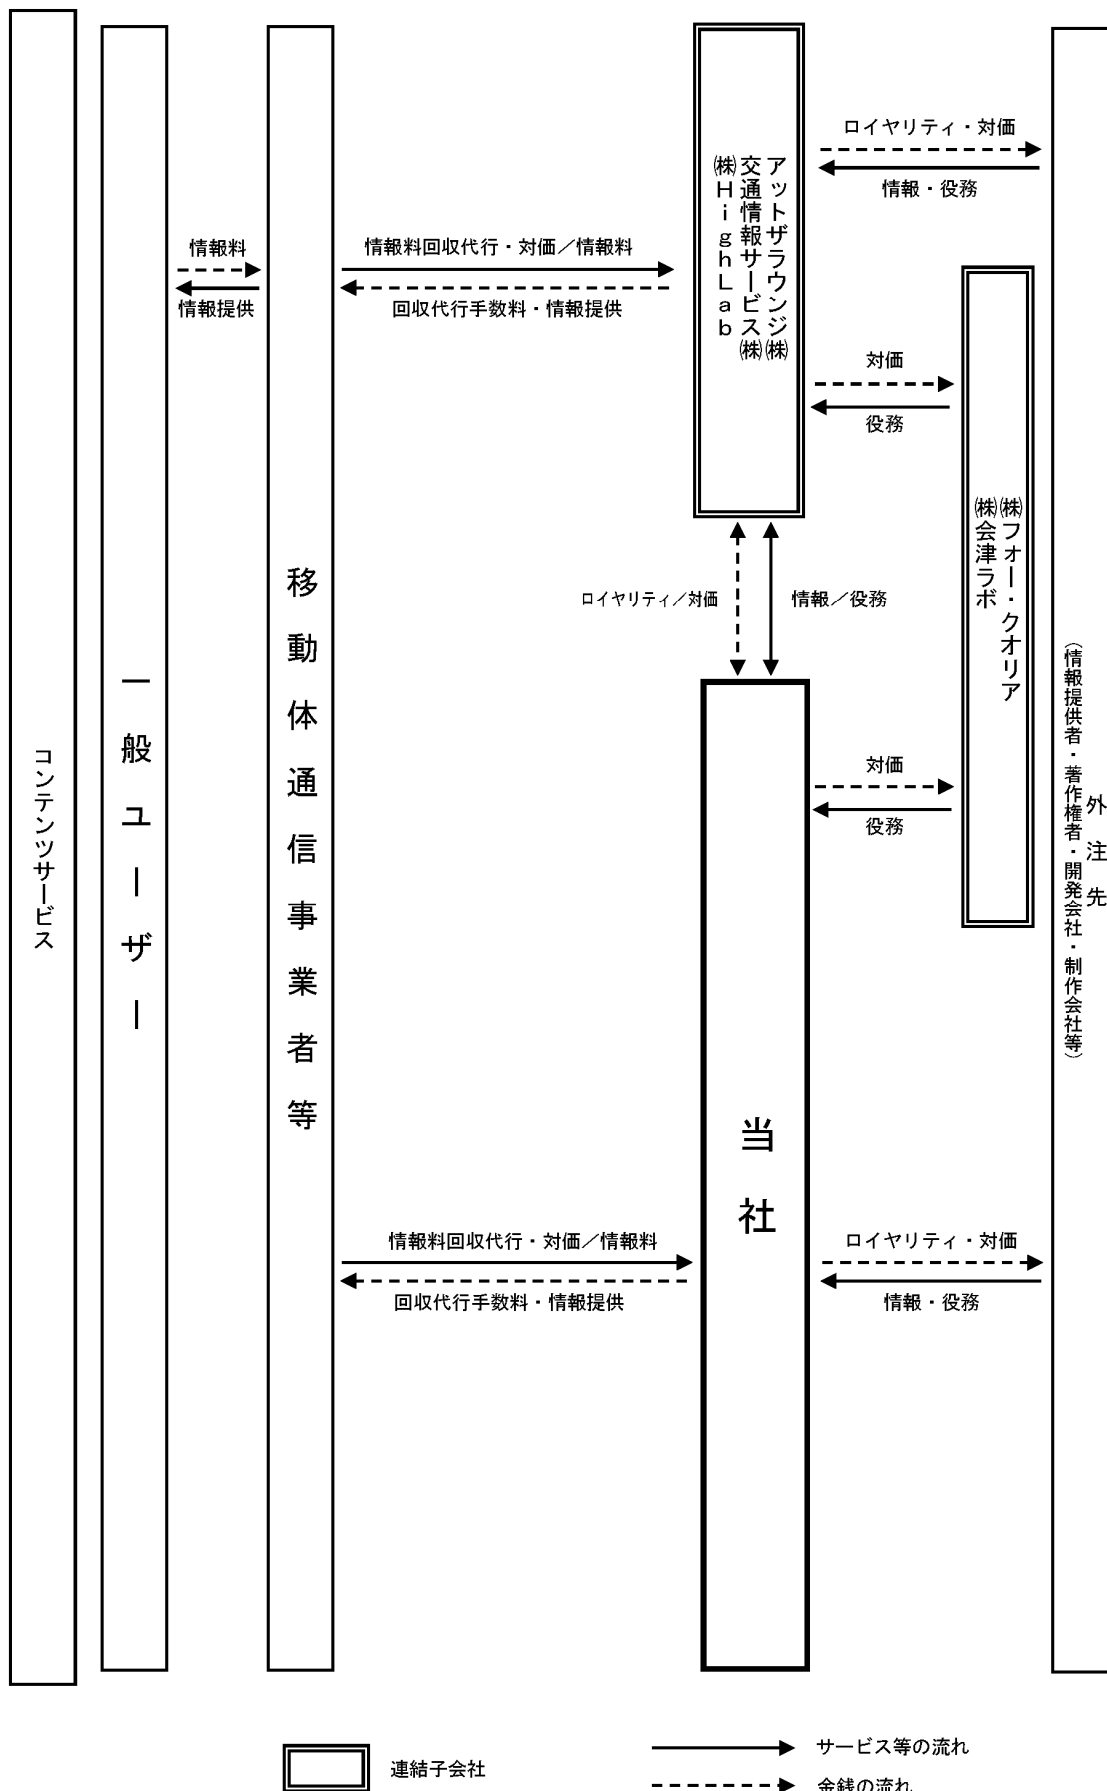 コンテンツサービス
一般ユーザー
情報料
情報提供
移動体通信事業者等
情報料回収代行・対価／情報料
回収代行手数料・情報提供
アットザラウンジ㈱
交通情報サービス㈱
㈱ＨｉｇｈＬａｂ
ロイヤリティ・対価
情報・役務
対価
役務
㈱フォー・クオリア
㈱会津ラボ
ロイヤリティ／対価
情報／役務
対価
役務
外注先
（情報提供者・著作権者・開発会社・制作会社等）
当社
情報料回収代行・対価／情報料
回収代行手数料・情報提供
ロイヤリティ・対価
情報・役務
連結子会社
サービス等の流れ
金銭の流れ